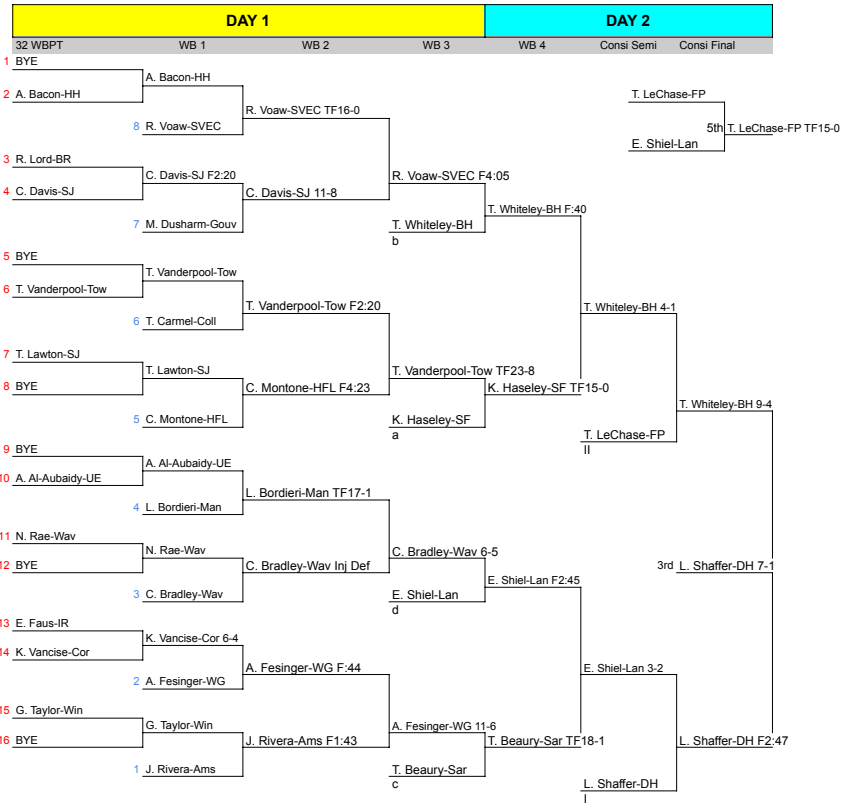 DAY 1 DAY 2
32 WBPT WB 1 WB 2 WB 3 WB 4 Consi Semi Consi Final
1 BYE
A. Bacon-HH
2 A. Bacon-HH
T. LeChase-FP
R. Voaw-SVEC TF16-0
8 R. Voaw-SVEC
5th T. LeChase-FP TF15-0
E. Shiel-Lan
3 R. Lord-BR
C. Davis-SJ F2:20
R. Voaw-SVEC F4:05
4 C. Davis-SJ
C. Davis-SJ 11-8
T. Whiteley-BH F:40
7 M. Dusharm-Gouv
T. Whiteley-BH
b
5 BYE
T. Vanderpool-Tow
6 T. Vanderpool-Tow
T. Vanderpool-Tow F2:20
T. Whiteley-BH 4-1
6 T. Carmel-Coll
7 T. Lawton-SJ
T. Lawton-SJ
T. Vanderpool-Tow TF23-8
8 BYE
C. Montone-HFL F4:23
K. Haseley-SF TF15-0
T. Whiteley-BH 9-4
5 C. Montone-HFL
K. Haseley-SF
a
T. LeChase-FP
II
9 BYE
A. Al-Aubaidy-UE
10 A. Al-Aubaidy-UE
L. Bordieri-Man TF17-1
4 L. Bordieri-Man
11 N. Rae-Wav
N. Rae-Wav
C. Bradley-Wav 6-5
12 BYE
C. Bradley-Wav Inj Def
3rd L. Shaffer-DH 7-1
E. Shiel-Lan F2:45
3 C. Bradley-Wav
E. Shiel-Lan
d
13 E. Faus-IR
K. Vancise-Cor 6-4
14 K. Vancise-Cor
A. Fesinger-WG F:44
E. Shiel-Lan 3-2
2 A. Fesinger-WG
15 G. Taylor-Win
G. Taylor-Win
A. Fesinger-WG 11-6
16 BYE
J. Rivera-Ams F1:43
T. Beaury-Sar TF18-1
L. Shaffer-DH F2:47
1 J. Rivera-Ams
T. Beaury-Sar
c
L. Shaffer-DH
I